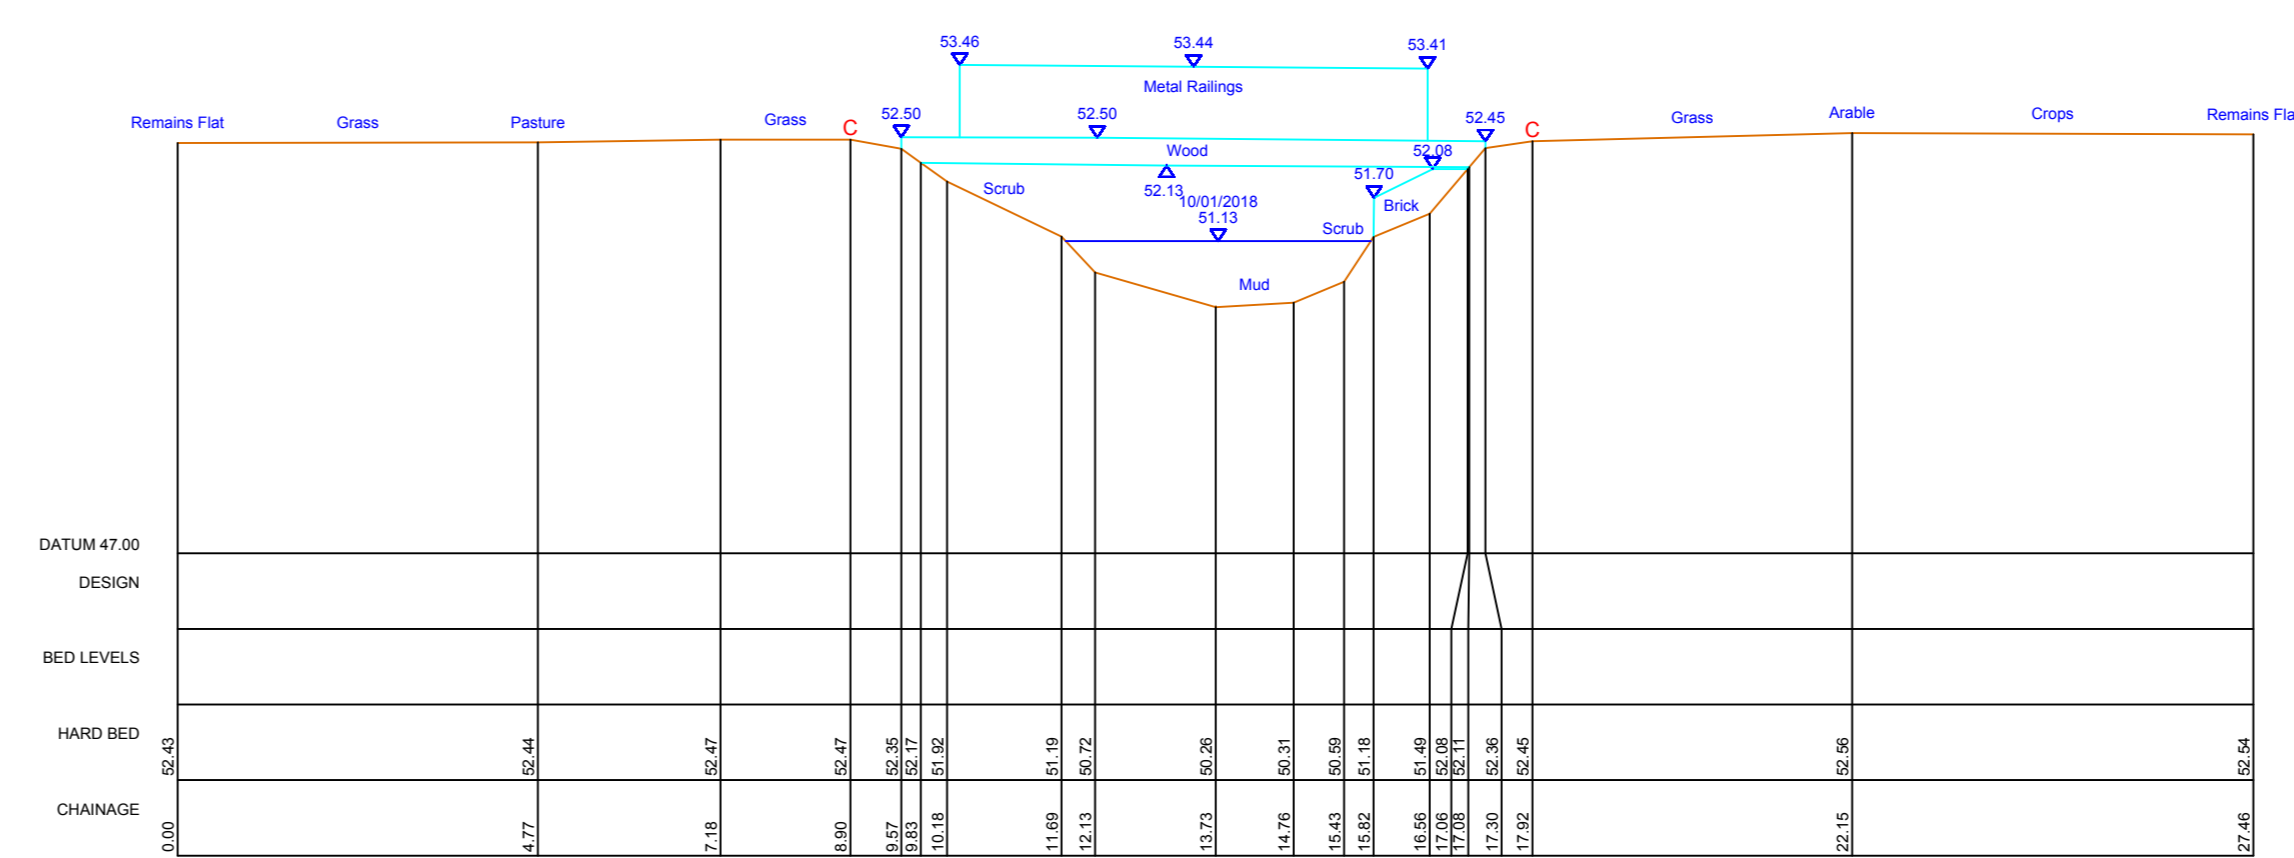 53.46
53.44
53.41
Metal Railings
Remains Flat
Grass
Pasture
Grass
C
52.50
52.50
52.45
C
Grass
Arable
Crops
Remains Fla
Wood
52.08
Scrub
52.13
51.70
10/01/2018
51.13
Brick
Scrub
Mud
DATUM 47.00
DESIGN
BED LEVELS
HARD BED
52.43
52.44
52.47
52.47
52.35
52.17
51.92
51.19
50.72
50.26
50.31
50.59
51.18
51.49
52.08
52.11
52.36
52.45
52.56
52.54
CHAINAGE
0.00
4.77
7.18
8.90
9.57
9.83
10.18
11.69
12.13
13.73
14.76
15.43
15.82
16.56
17.06
17.08
17.30
17.92
22.15
27.46